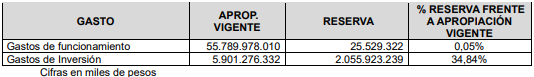 GASTO APROP. VIGENTE RESERVA % RESERVA FRENTE A APROPIACIÓN VIGENTE
Gastos de funcionamiento 55.789.978.010 25.529.322 0,05%
Gastos de Inversión 5.901.276.332 2.055.923.239 34,84%
Cifras en miles de pesos